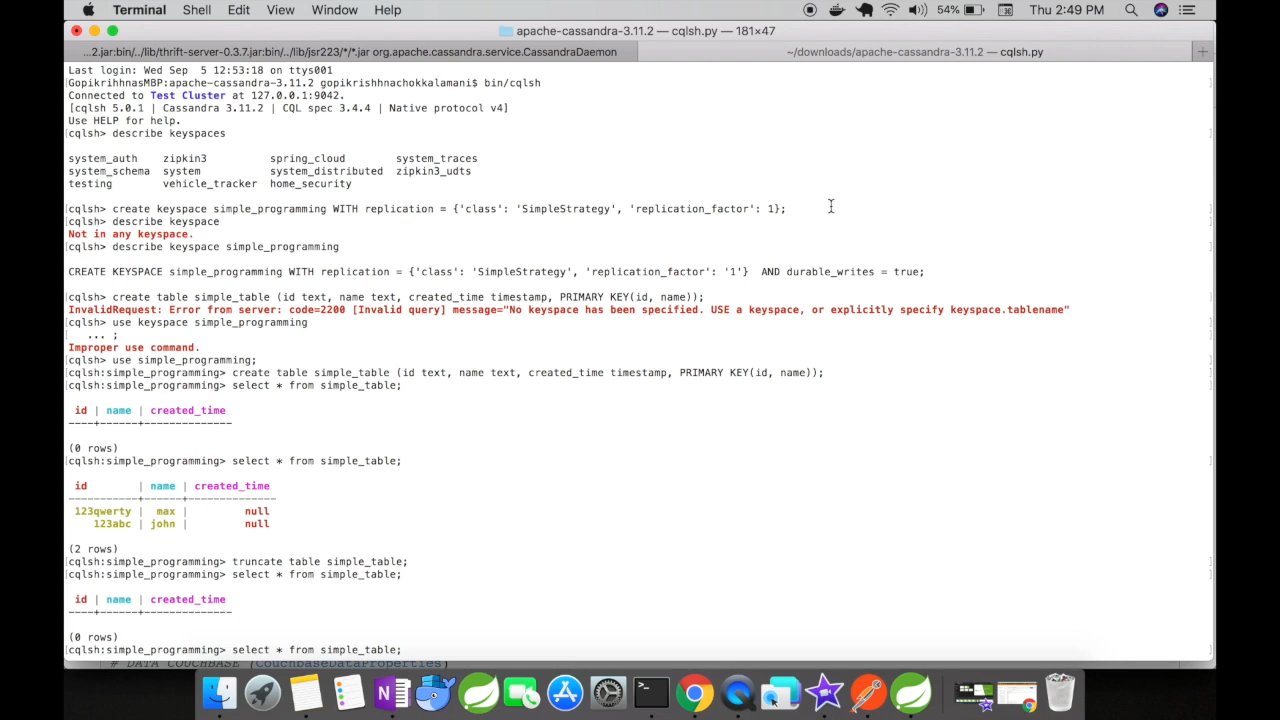 Terminal Shell Edit View Window Help 54% Thu 2:49 PM
apache-cassandra-3.11.2 — cqlsh.py — 181×47
...2.jar:bin/../lib/thrift-server-0.3.7.jar:bin/../lib/jsr223/*/*.jar org.apache.cassandra.service.CassandraDaemon
~/downloads/apache-cassandra-3.11.2 — cqlsh.py
Last login: Wed Sep  5 12:53:18 on ttys001
GopikrishhnasMBP:apache-cassandra-3.11.2 gopikrishhnachokkalamani$ bin/cqlsh
Connected to Test Cluster at 127.0.0.1:9042.
[cqlsh 5.0.1 | Cassandra 3.11.2 | CQL spec 3.4.4 | Native protocol v4]
Use HELP for help.
[cqlsh> describe keyspaces
system_auth    zipkin3          spring_cloud        system_traces
system_schema  system           system_distributed  zipkin3_udts
testing        vehicle_tracker  home_security
[cqlsh> create keyspace simple_programming WITH replication = {'class': 'SimpleStrategy', 'replication_factor': 1};
[cqlsh> describe keyspace
Not in any keyspace.
[cqlsh> describe keyspace simple_programming
CREATE KEYSPACE simple_programming WITH replication = {'class': 'SimpleStrategy', 'replication_factor': '1'}  AND durable_writes = true;
[cqlsh> create table simple_table (id text, name text, created_time timestamp, PRIMARY KEY(id, name));
InvalidRequest: Error from server: code=2200 [Invalid query] message="No keyspace has been specified. USE a keyspace, or explicitly specify keyspace.tablename"
[cqlsh> use keyspace simple_programming
[   ... ;
Improper use command.
[cqlsh> use simple_programming;
[cqlsh:simple_programming> create table simple_table (id text, name text, created_time timestamp, PRIMARY KEY(id, name));
[cqlsh:simple_programming> select * from simple_table;
id | name | created_time
----+------+--------------
(0 rows)
[cqlsh:simple_programming> select * from simple_table;
id        | name | created_time
-----------+------+--------------
123qwerty |  max |         null
123abc | john |         null
(2 rows)
[cqlsh:simple_programming> truncate table simple_table;
[cqlsh:simple_programming> select * from simple_table;
id | name | created_time
----+------+--------------
(0 rows)
[cqlsh:simple_programming> select * from simple_table;
# DATA COUCHBASE (CouchbaseDataProperties)